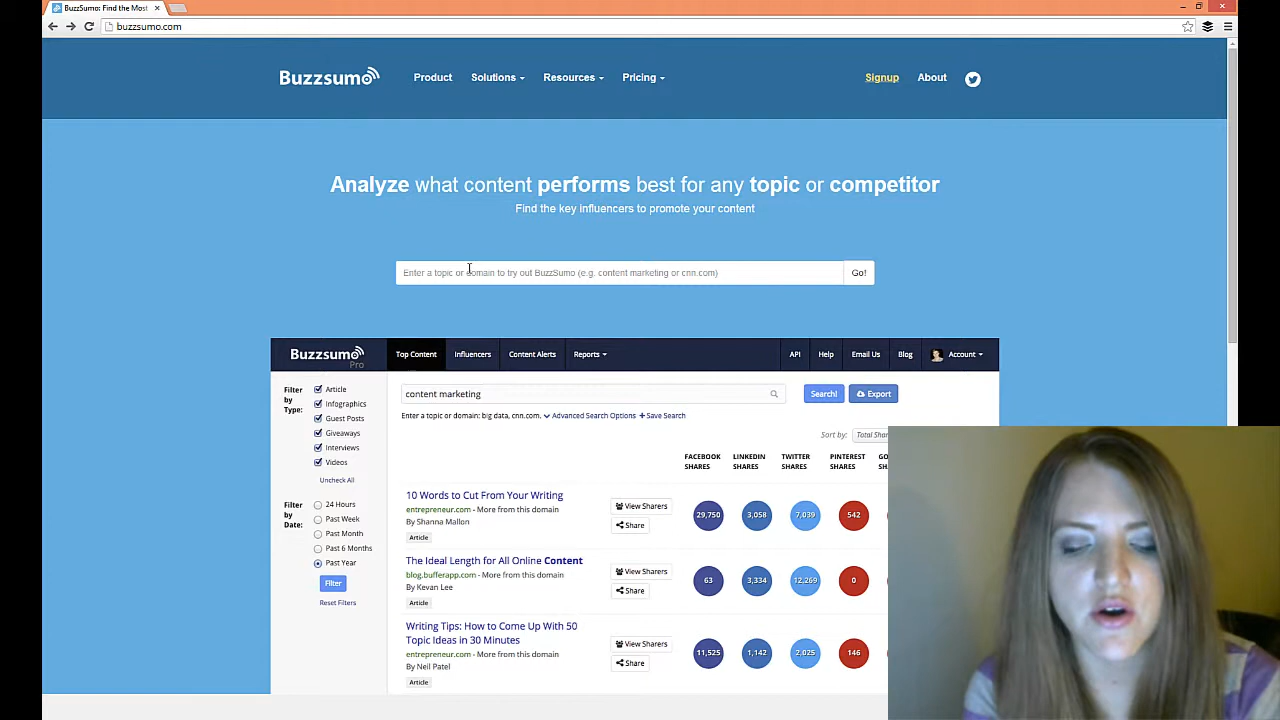 BuzzSumo: Find the Most
buzzsumo.com
Buzzsumo
Product
Solutions
Resources
Pricing
Signup
About
Analyze what content performs best for any topic or competitor
Find the key influencers to promote your content
Enter a topic or domain to try out BuzzSumo (e.g. content marketing or cnn.com)
Go!
Buzzsumo
Pro
Top Content
Influencers
Content Alerts
Reports
API
Help
Email Us
Blog
Account
Filter by Type:
Article
Infographics
Guest Posts
Giveaways
Interviews
Videos
Uncheck All
Filter by Date:
24 Hours
Past Week
Past Month
Past 6 Months
Past Year
Filter
Reset Filters
content marketing
Search!
Export
Enter a topic or domain: big data, cnn.com.
Advanced Search Options
+ Save Search
Sort by:
Total Shar
FACEBOOK SHARES
LINKEDIN SHARES
TWITTER SHARES
PINTEREST SHARES
GO
SHA
10 Words to Cut From Your Writing
entrepreneur.com - More from this domain
By Shanna Mallon
Article
View Sharers
Share
29,750
3,058
7,039
542
The Ideal Length for All Online Content
blog.bufferapp.com - More from this domain
By Kevan Lee
Article
View Sharers
Share
63
3,334
12,269
0
Writing Tips: How to Come Up With 50
Topic Ideas in 30 Minutes
entrepreneur.com - More from this domain
By Neil Patel
Article
View Sharers
Share
11,525
1,142
2,025
146